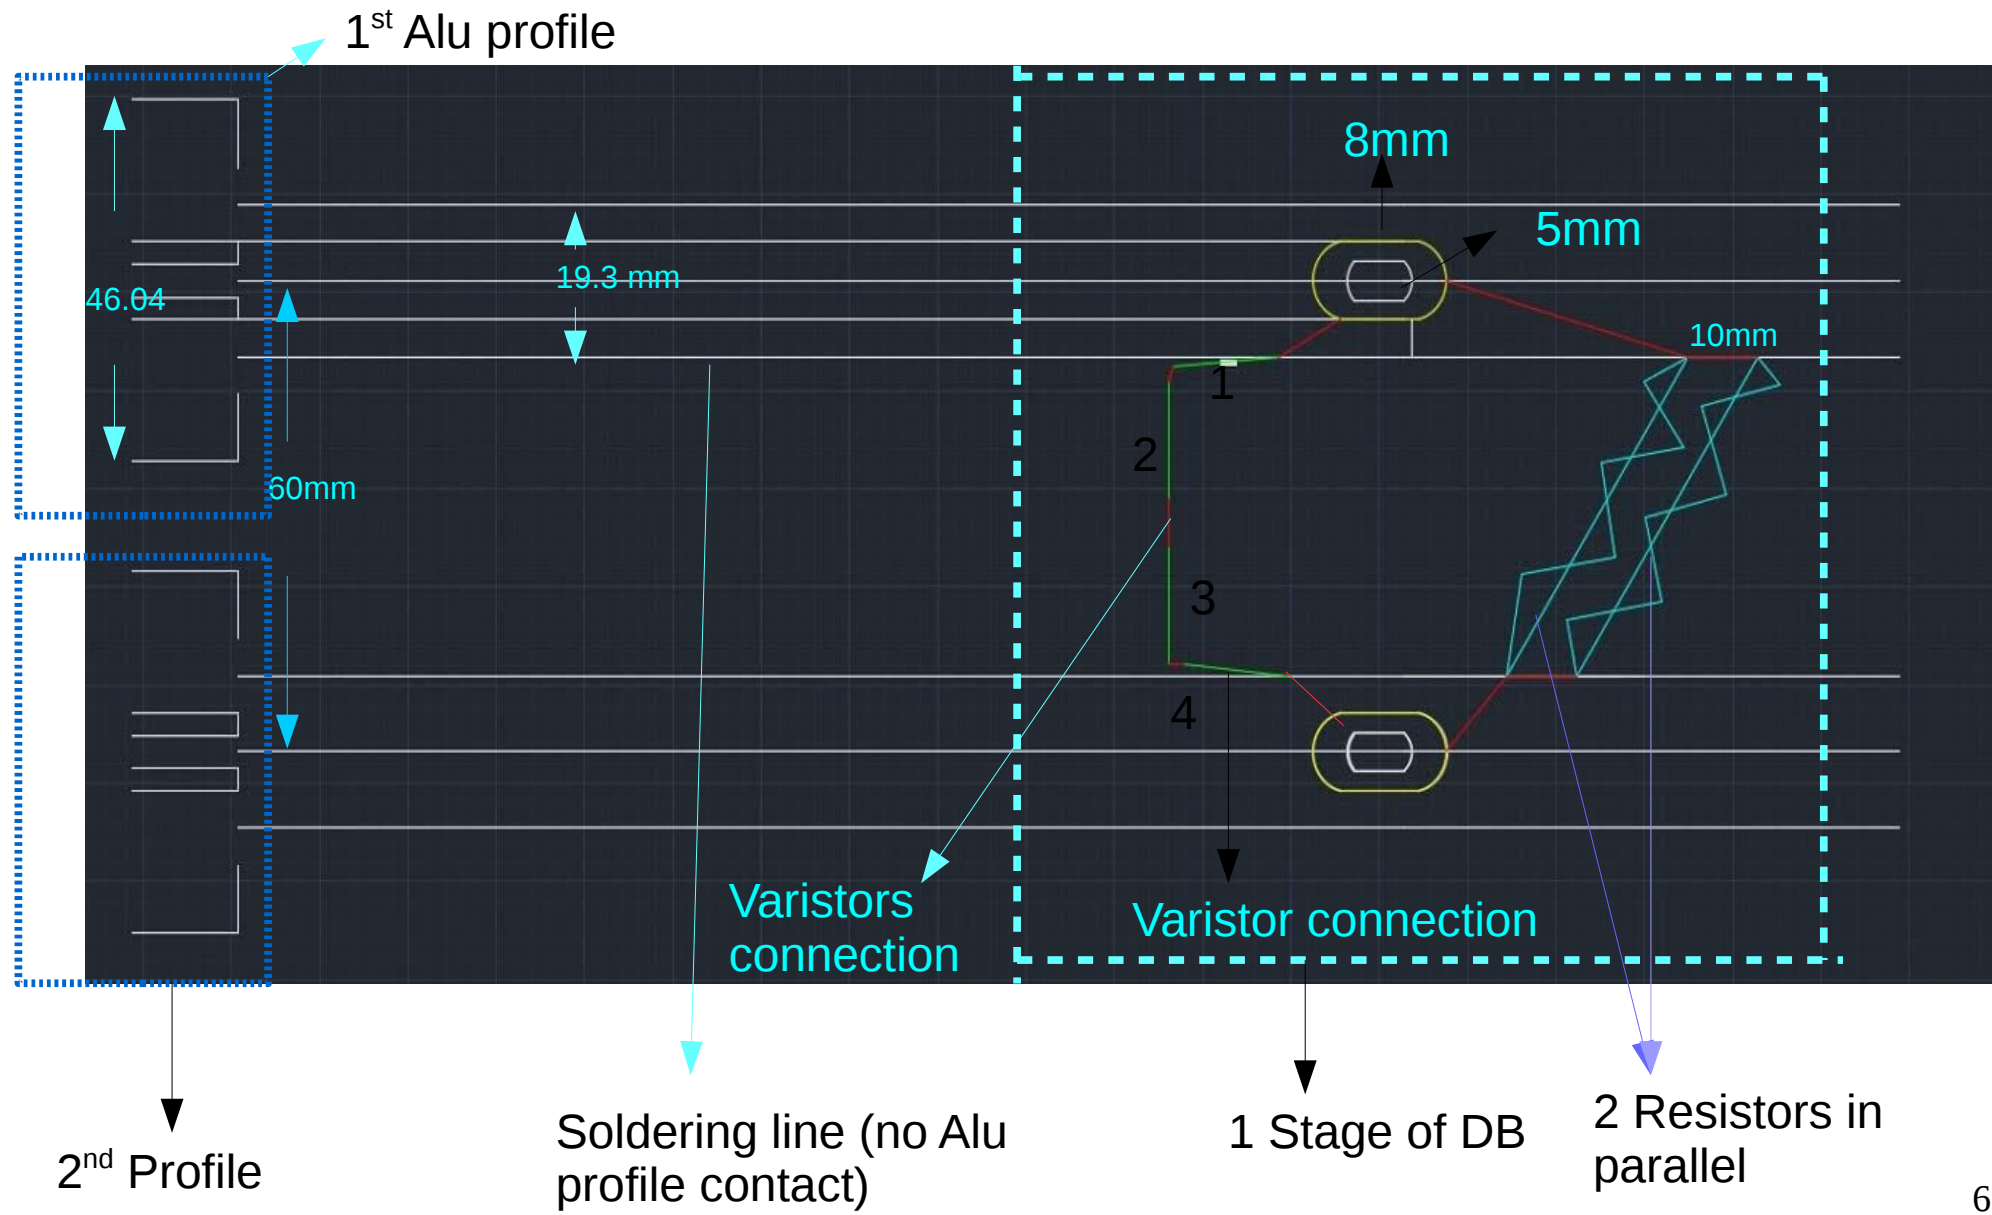 1st Alu profile
8mm
5mm
19.3 mm
46.04
10mm
1
2
60mm
3
4
Varistors
connection
Varistor connection
Soldering line (no Alu
profile contact)
1 Stage of DB
2 Resistors in
parallel
2nd Profile
6